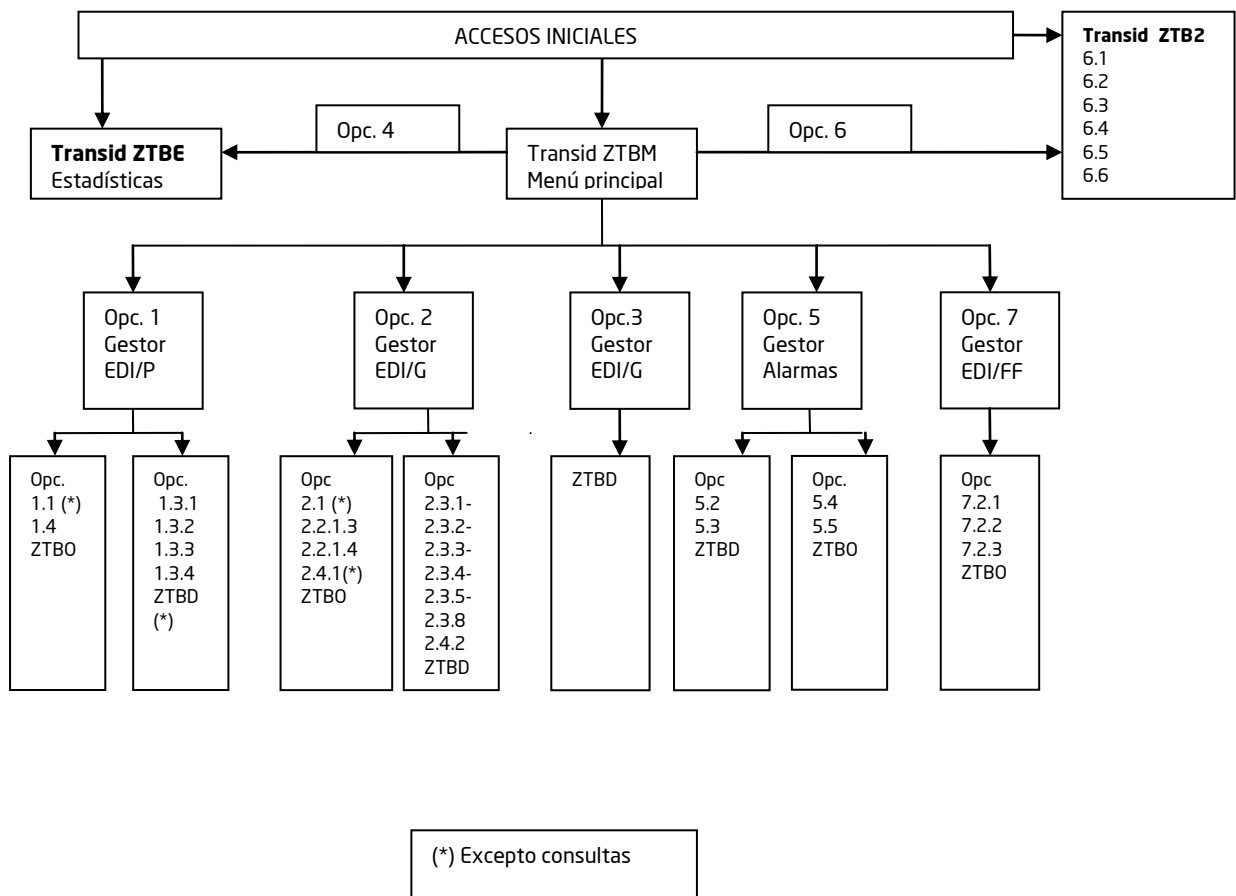 ACCESOS INICIALES
Transid ZTB2
6.1
6.2
6.3
6.4
6.5
6.6
Opc. 4
Opc. 6
Transid ZTBE
Estadísticas
Transid ZTBM
Menú principal
Opc. 1
Gestor
EDI/P
Opc. 2
Gestor
EDI/G
Opc.3
Gestor
EDI/G
Opc. 5
Gestor
Alarmas
Opc. 7
Gestor
EDI/FF
Opc.
1.1 (*)
1.4
ZTBO
Opc.
1.3.1
1.3.2
1.3.3
1.3.4
ZTBD
(*)
Opc
2.1 (*)
2.2.1.3
2.2.1.4
2.4.1(*)
ZTBO
Opc
2.3.1-
2.3.2-
2.3.3-
2.3.4-
2.3.5-
2.3.8
2.4.2
ZTBD
ZTBD
Opc
5.2
5.3
ZTBD
Opc.
5.4
5.5
ZTBO
Opc
7.2.1
7.2.2
7.2.3
ZTBO
(*) Excepto consultas